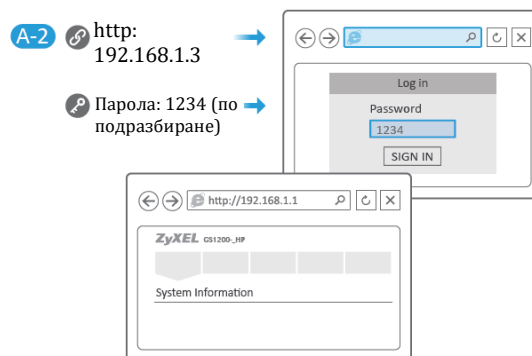 A-2 http:
192.168.1.3
Парола: 1234 (по
подразбиране)
Log in
Password
1234
SIGN IN
http://192.168.1.1
ZyXEL GS1200-_HP
System Information